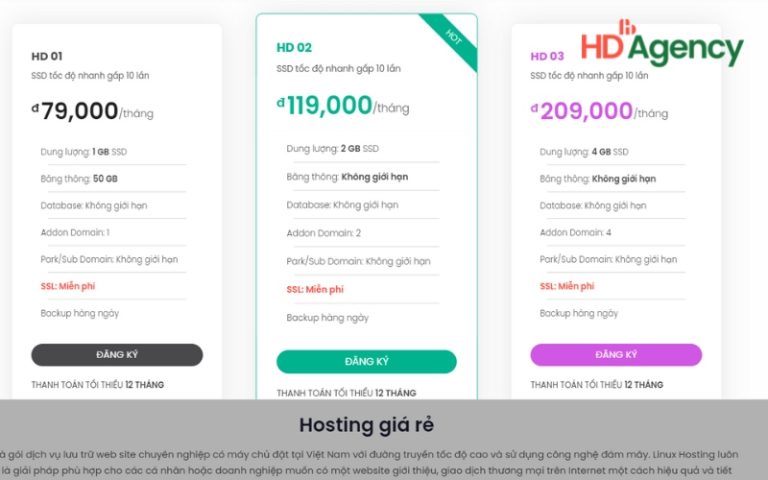 HD 01
SSD tốc độ nhanh gấp 10 lần
đ79,000/tháng
Dung lượng: 1 GB SSD
Băng thông: 50 GB
Database: Không giới hạn
Addon Domain: 1
Park/Sub Domain: Không giới hạn
SSL: Miễn phí
Backup hàng ngày
ĐĂNG KÝ
THANH TOÁN TỐI THIỂU 12 THÁNG
HOT
HD 02
SSD tốc độ nhanh gấp 10 lần
đ119,000/tháng
Dung lượng: 2 GB SSD
Băng thông: Không giới hạn
Database: Không giới hạn
Addon Domain: 2
Park/Sub Domain: Không giới hạn
SSL: Miễn phí
Backup hàng ngày
ĐĂNG KÝ
THANH TOÁN TỐI THIỂU 12 THÁNG
HD Agency
HD 03
SSD tốc độ nhanh gấp 10 lần
đ209,000/tháng
Dung lượng: 4 GB SSD
Băng thông: Không giới hạn
Database: Không giới hạn
Addon Domain: 4
Park/Sub Domain: Không giới hạn
SSL: Miễn phí
Backup hàng ngày
ĐĂNG KÝ
THANH TOÁN TỐI THIỂU 12 THÁNG
Hosting giá rẻ
à gói dịch vụ lưu trữ web site chuyên nghiệp có máy chủ đặt tại Việt Nam với đường truyền tốc độ cao và sử dụng công nghệ đám mây. Linux Hosting luôn
là giải pháp phù hợp cho các cá nhân hoặc doanh nghiệp muốn có một website giới thiệu, giao dịch thương mại trên Internet một cách hiệu quả và tiết